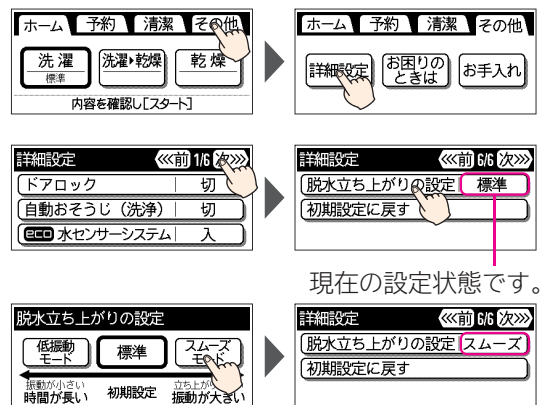 ホーム 予約 清潔 その他
洗濯 標準 洗濯▶乾燥 乾燥
内容を確認し[スタート]
ホーム 予約 清潔 その他
詳細設定 お困りのときは お手入れ
詳細設定 前 1/6 次
ドアロック 切
自動おそうじ（洗浄） 切
eco 水センサーシステム 入
詳細設定 前 6/6 次
脱水立ち上がりの設定 標準
初期設定に戻す
現在の設定状態です。
脱水立ち上がりの設定
低振動モード 標準 スムーズモード
振動が小さい 時間が長い 初期設定 立ち上が 振動が大きい
詳細設定 前 6/6 次
脱水立ち上がりの設定 スムーズ
初期設定に戻す